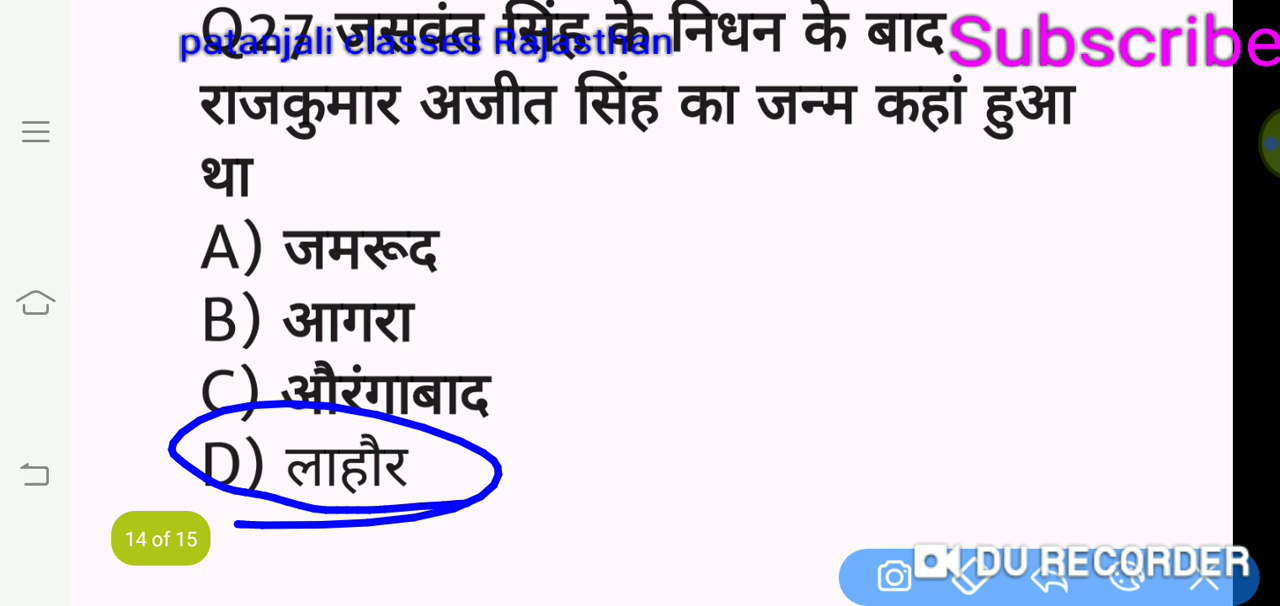 Q27 जसवंत सिंह के निधन के बाद
patanjali classes Rajasthan
Subscribe
राजकुमार अजीत सिंह का जन्म कहां हुआ
था
A) जमरूद
B) आगरा
C) औरंगाबाद
D) लाहौर
14 of 15
DU RECORDER